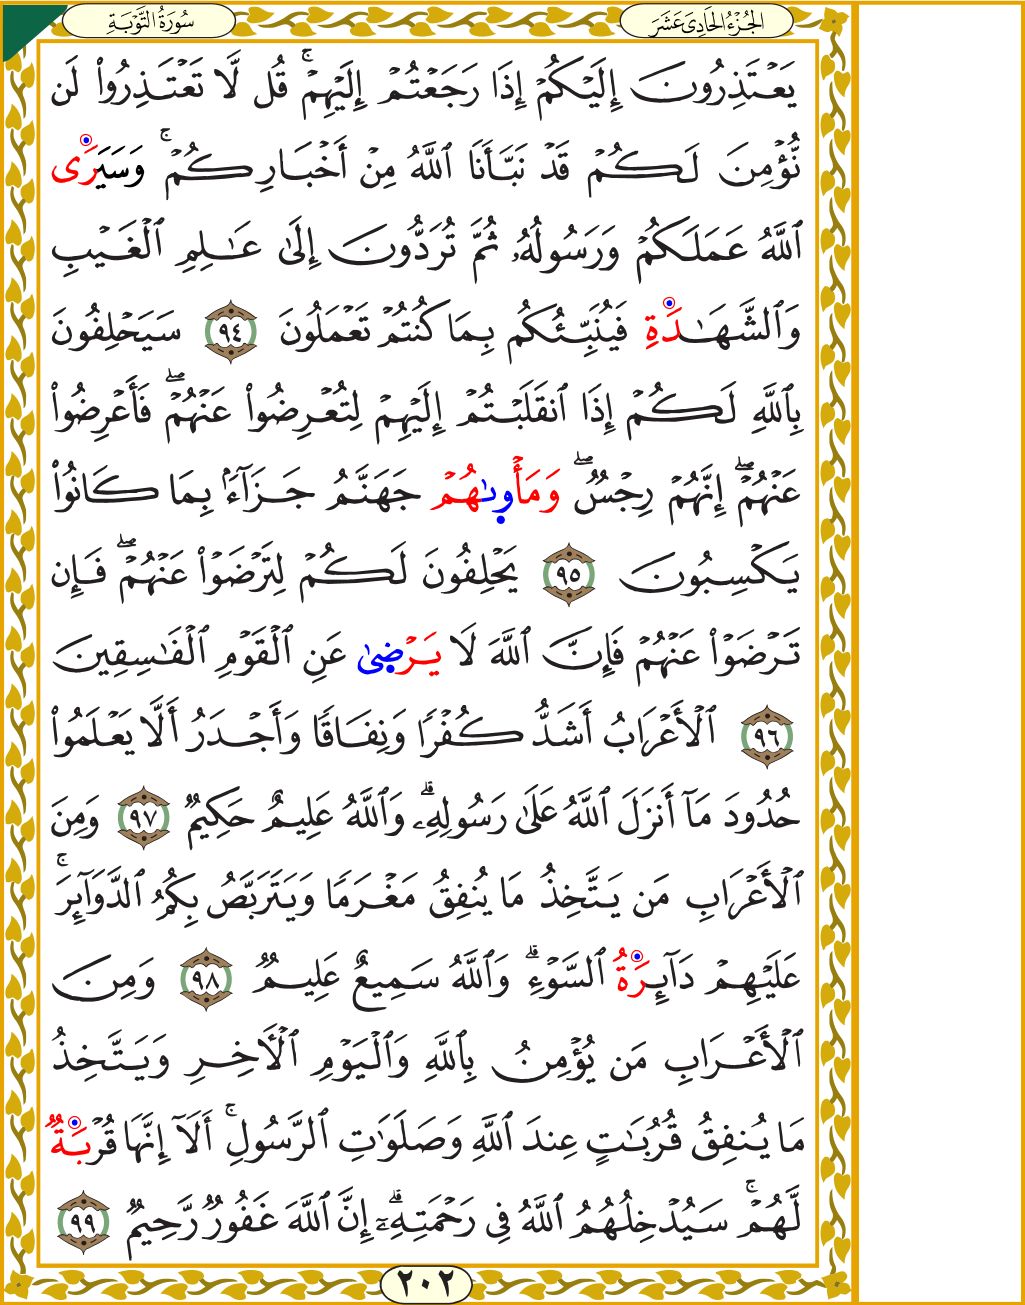 الجُزْءُ الحَادِيَ عَشَرَ
سُورَةُ التَّوْبَةِ
يَعْتَذِرُونَ إِلَيْكُمْ إِذَا رَجَعْتُمْ إِلَيْهِمْ ۚ قُل لَّا تَعْتَذِرُوا۟ لَن
نُّؤْمِنَ لَكُمْ قَدْ نَبَّأَنَا ٱللَّهُ مِنْ أَخْبَارِكُمْ ۚ وَسَيَرَى
ٱللَّهُ عَمَلَكُمْ وَرَسُولُهُۥ ثُمَّ تُرَدُّونَ إِلَىٰ عَـٰلِمِ ٱلْغَيْبِ
وَٱلشَّهَـٰدَةِ فَيُنَبِّئُكُم بِمَا كُنتُمْ تَعْمَلُونَ ٩٤ سَيَحْلِفُونَ
بِٱللَّهِ لَكُمْ إِذَا ٱنقَلَبْتُمْ إِلَيْهِمْ لِتُعْرِضُوا۟ عَنْهُمْ ۖ فَأَعْرِضُوا۟
عَنْهُمْ ۖ إِنَّهُمْ رِجْسٌ ۖ وَمَأْوَىٰهُمْ جَهَنَّمُ جَزَآءًۢ بِمَا كَانُوا۟
يَكْسِبُونَ ٩٥ يَحْلِفُونَ لَكُمْ لِتَرْضَوْا۟ عَنْهُمْ ۖ فَإِن
تَرْضَوْا۟ عَنْهُمْ فَإِنَّ ٱللَّهَ لَا يَرْضَىٰ عَنِ ٱلْقَوْمِ ٱلْفَـٰسِقِينَ
٩٦ ٱلْأَعْرَابُ أَشَدُّ كُفْرًا وَنِفَاقًا وَأَجْدَرُ أَلَّا يَعْلَمُوا۟
حُدُودَ مَآ أَنزَلَ ٱللَّهُ عَلَىٰ رَسُولِهِۦ ۗ وَٱللَّهُ عَلِيمٌ حَكِيمٌ ٩٧ وَمِنَ
ٱلْأَعْرَابِ مَن يَتَّخِذُ مَا يُنفِقُ مَغْرَمًا وَيَتَرَبَّصُ بِكُمُ ٱلدَّوَآئِرَ ۚ
عَلَيْهِمْ دَآئِرَةُ ٱلسَّوْءِ ۗ وَٱللَّهُ سَمِيعٌ عَلِيمٌ ٩٨ وَمِنَ
ٱلْأَعْرَابِ مَن يُؤْمِنُ بِٱللَّهِ وَٱلْيَوْمِ ٱلْـَٔاخِرِ وَيَتَّخِذُ
مَا يُنفِقُ قُرُبَـٰتٍ عِندَ ٱللَّهِ وَصَلَوَٰتِ ٱلرَّسُولِ ۚ أَلَآ إِنَّهَا قُرْبَةٌ
لَّهُمْ ۚ سَيُدْخِلُهُمُ ٱللَّهُ فِى رَحْمَتِهِۦٓ ۗ إِنَّ ٱللَّهَ غَفُورٌ رَّحِيمٌ ٩٩
٢٠٢